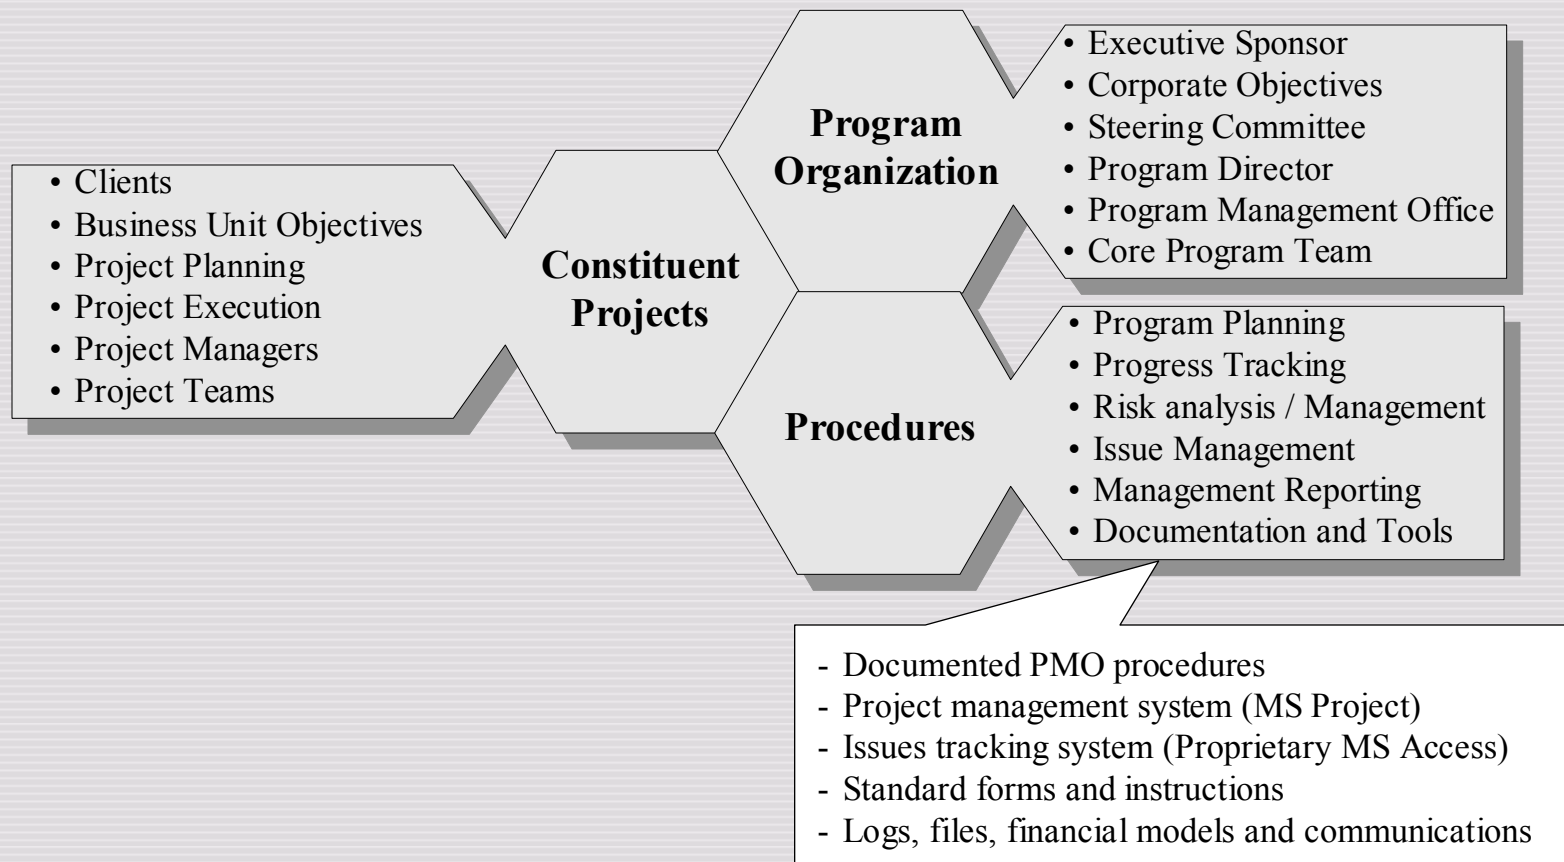 • Clients
• Business Unit Objectives
• Project Planning
• Project Execution
• Project Managers
• Project Teams
Constituent
Projects
Program
Organization
• Executive Sponsor
• Corporate Objectives
• Steering Committee
• Program Director
• Program Management Office
• Core Program Team
Procedures
• Program Planning
• Progress Tracking
• Risk analysis / Management
• Issue Management
• Management Reporting
• Documentation and Tools
- Documented PMO procedures
- Project management system (MS Project)
- Issues tracking system (Proprietary MS Access)
- Standard forms and instructions
- Logs, files, financial models and communications